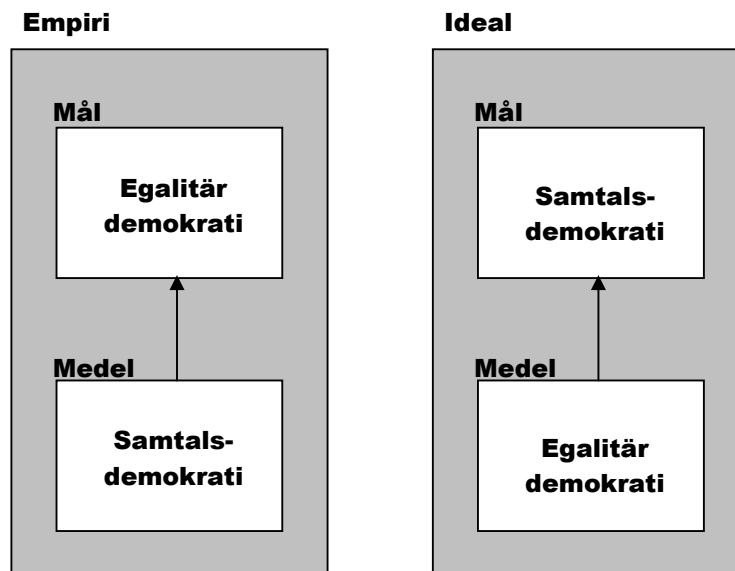 Empiri
Mål
Egalitär
demokrati
Medel
Samtals-
demokrati
Ideal
Mål
Samtals-
demokrati
Medel
Egalitär
demokrati